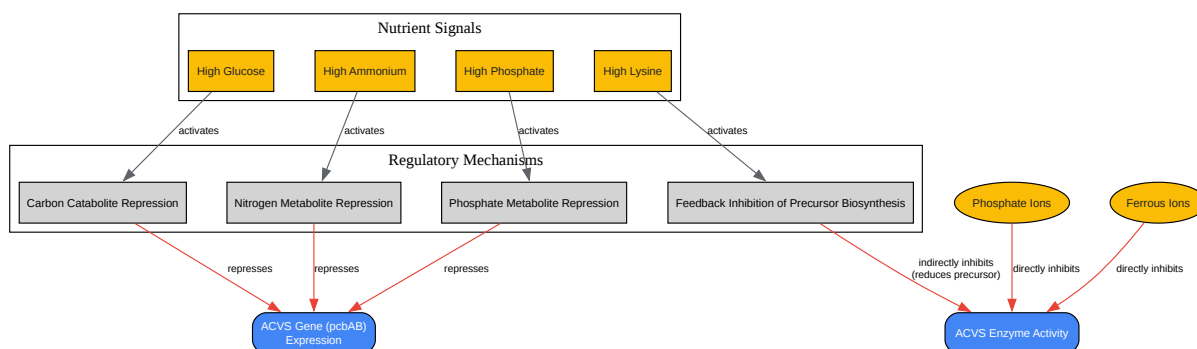 Nutrient Signals
High Glucose
High Ammonium
High Phosphate
High Lysine
activates
activates
activates
activates
Regulatory Mechanisms
Carbon Catabolite Repression
Nitrogen Metabolite Repression
Phosphate Metabolite Repression
Feedback Inhibition of Precursor Biosynthesis
Phosphate Ions
Ferrous Ions
represses
represses
represses
indirectly inhibits
(reduces precursor)
directly inhibits
directly inhibits
ACVS Gene (pcbAB)
Expression
ACVS Enzyme Activity